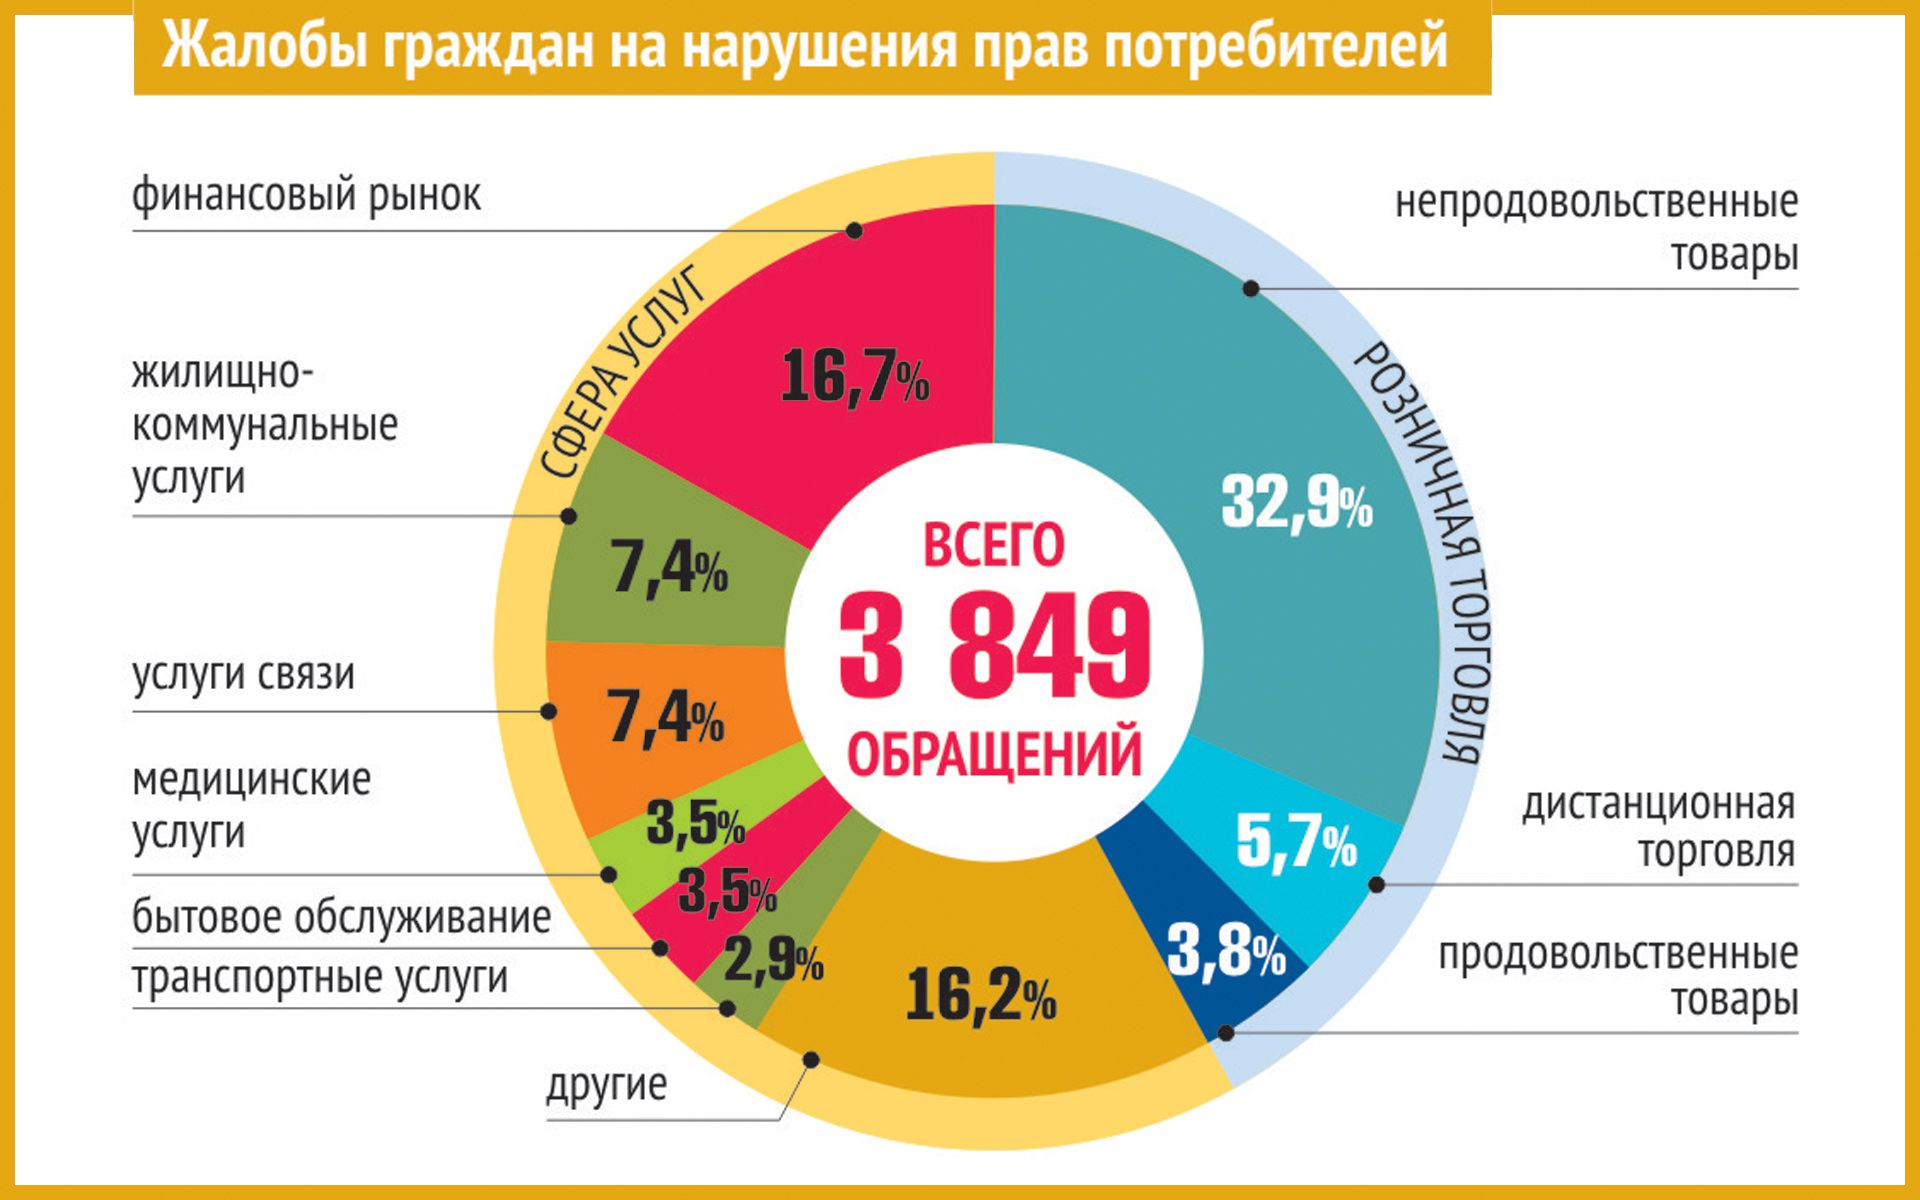 Жалобы граждан на нарушения прав потребителей
финансовый рынок
жилищно-
коммунальные
услуги
услуги связи
медицинские
услуги
бытовое обслуживание
транспортные услуги
другие
СФЕРА УСЛУГ
16,7%
7,4%
7,4%
3,5%
3,5%
2,9%
16,2%
ВСЕГО
3 849
ОБРАЩЕНИЙ
32,9%
5,7%
3,8%
РОЗНИЧНАЯ ТОРГОВЛЯ
непродовольственные
товары
дистанционная
торговля
продовольственные
товары